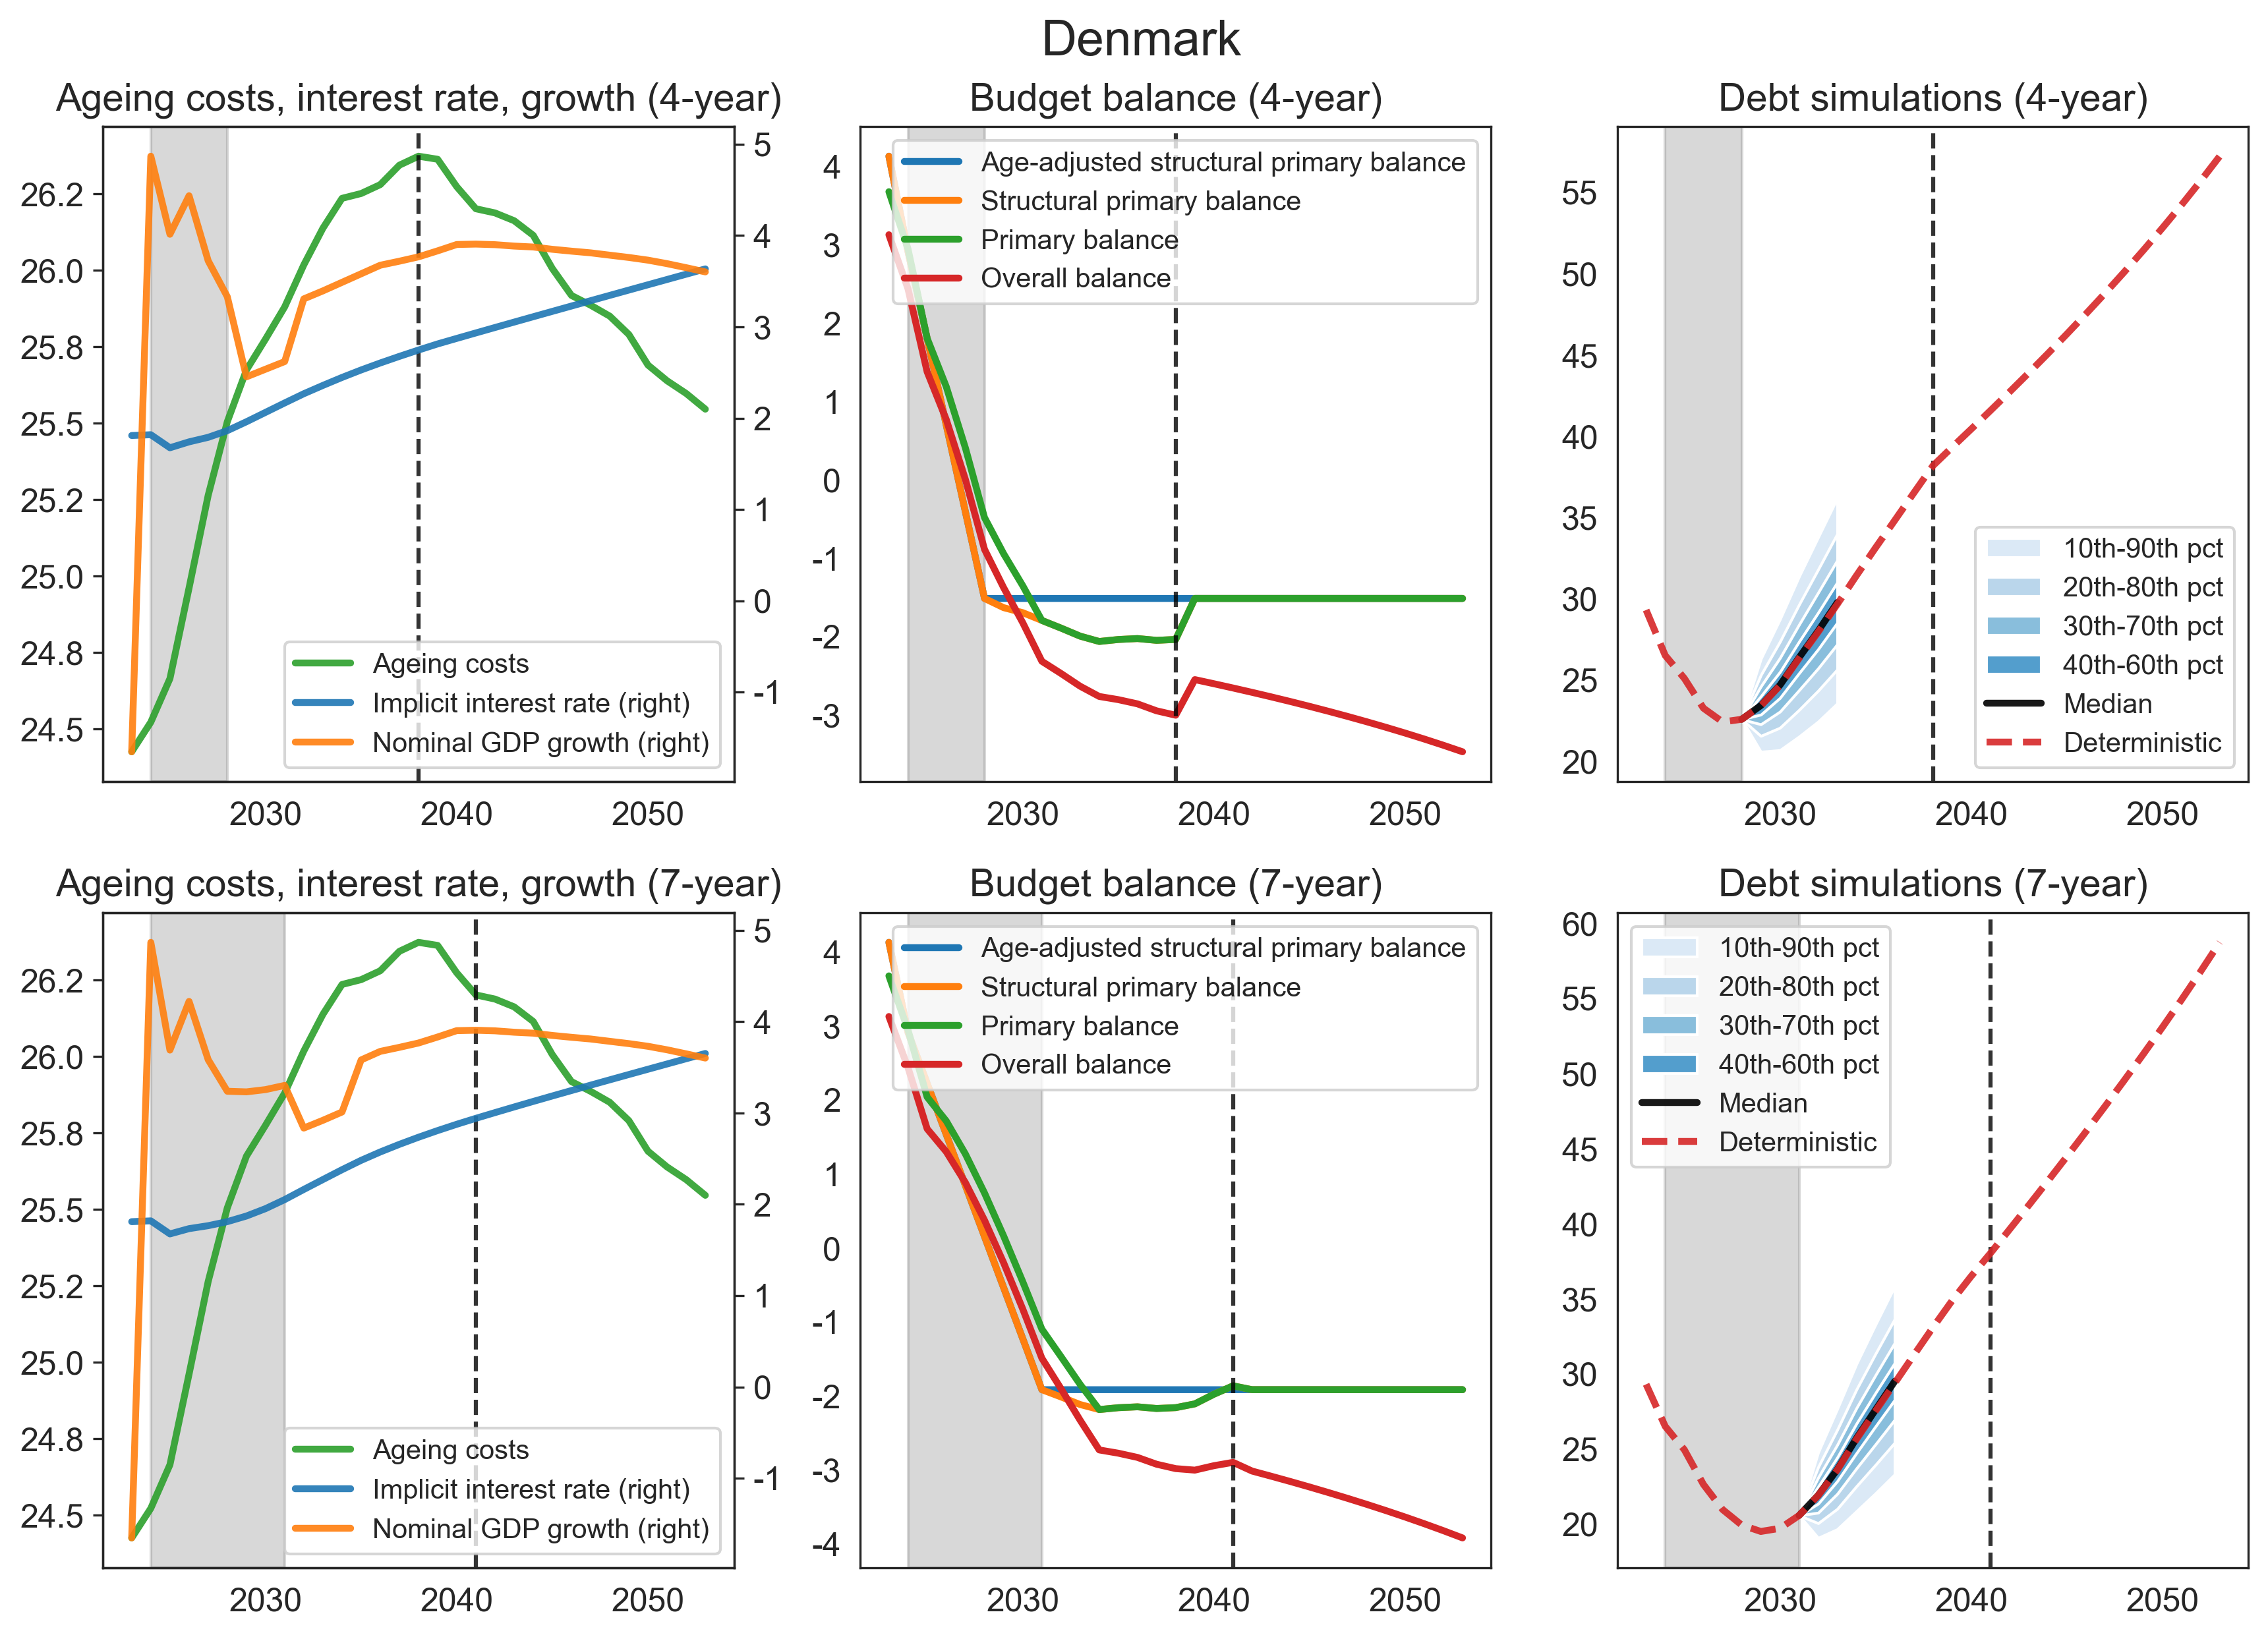 Denmark
Ageing costs, interest rate, growth (4-year)
26.2
26.0
25.8
25.5
25.2
25.0
24.8
24.5
5
4
3
2
1
0
-1
Ageing costs
Implicit interest rate (right)
Nominal GDP growth (right)
2030 2040 2050
Budget balance (4-year)
4
3
2
1
0
-1
-2
-3
Age-adjusted structural primary balance
Structural primary balance
Primary balance
Overall balance
2030 2040 2050
Debt simulations (4-year)
55
50
45
40
35
30
25
20
10th-90th pct
20th-80th pct
30th-70th pct
40th-60th pct
Median
Deterministic
2030 2040 2050
Ageing costs, interest rate, growth (7-year)
26.2
26.0
25.8
25.5
25.2
25.0
24.8
24.5
5
4
3
2
1
0
-1
Ageing costs
Implicit interest rate (right)
Nominal GDP growth (right)
2030 2040 2050
Budget balance (7-year)
4
3
2
1
0
-1
-2
-3
-4
Age-adjusted structural primary balance
Structural primary balance
Primary balance
Overall balance
2030 2040 2050
Debt simulations (7-year)
60
55
50
45
40
35
30
25
20
10th-90th pct
20th-80th pct
30th-70th pct
40th-60th pct
Median
Deterministic
2030 2040 2050